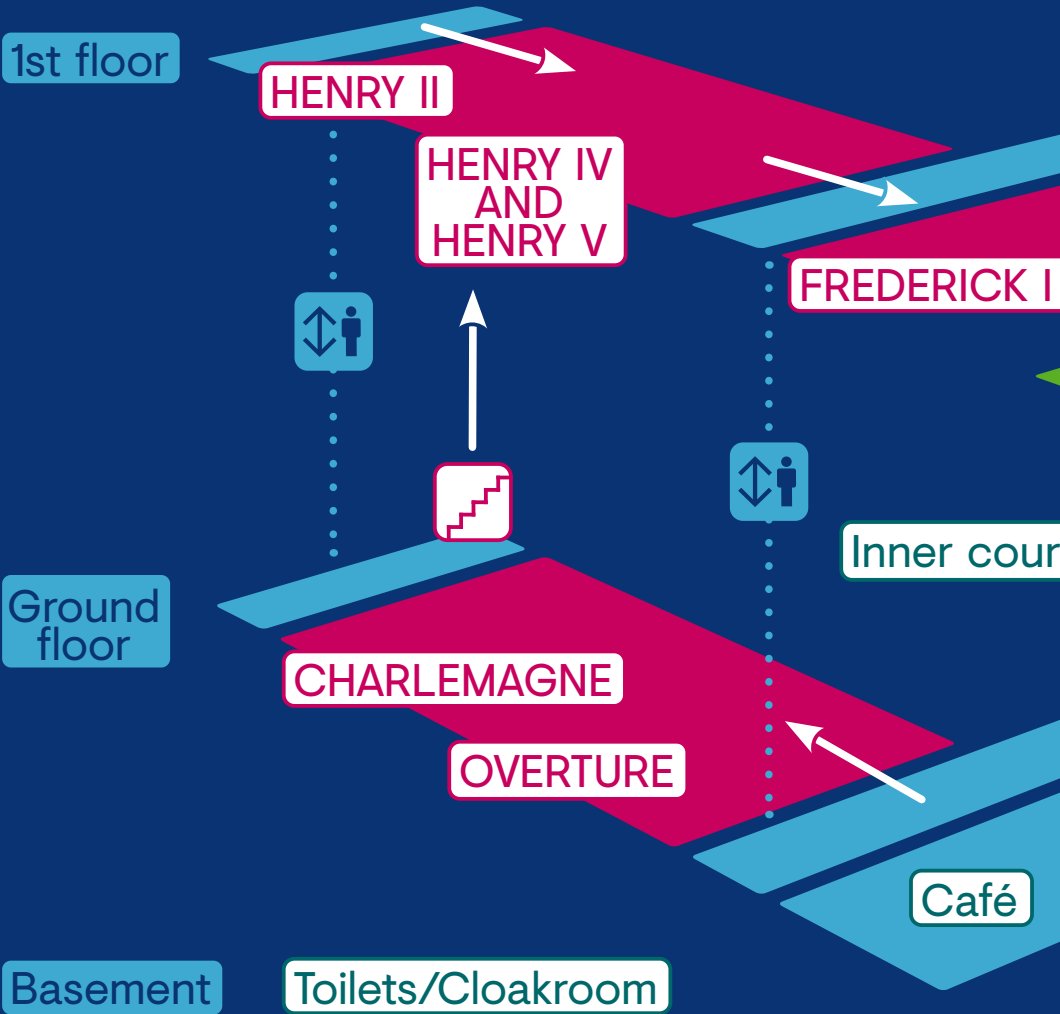 1st floor
HENRY II
HENRY IV
AND
HENRY V
FREDERICK I
Inner cour
Ground
floor
CHARLEMAGNE
OVERTURE
Café
Basement
Toilets/Cloakroom